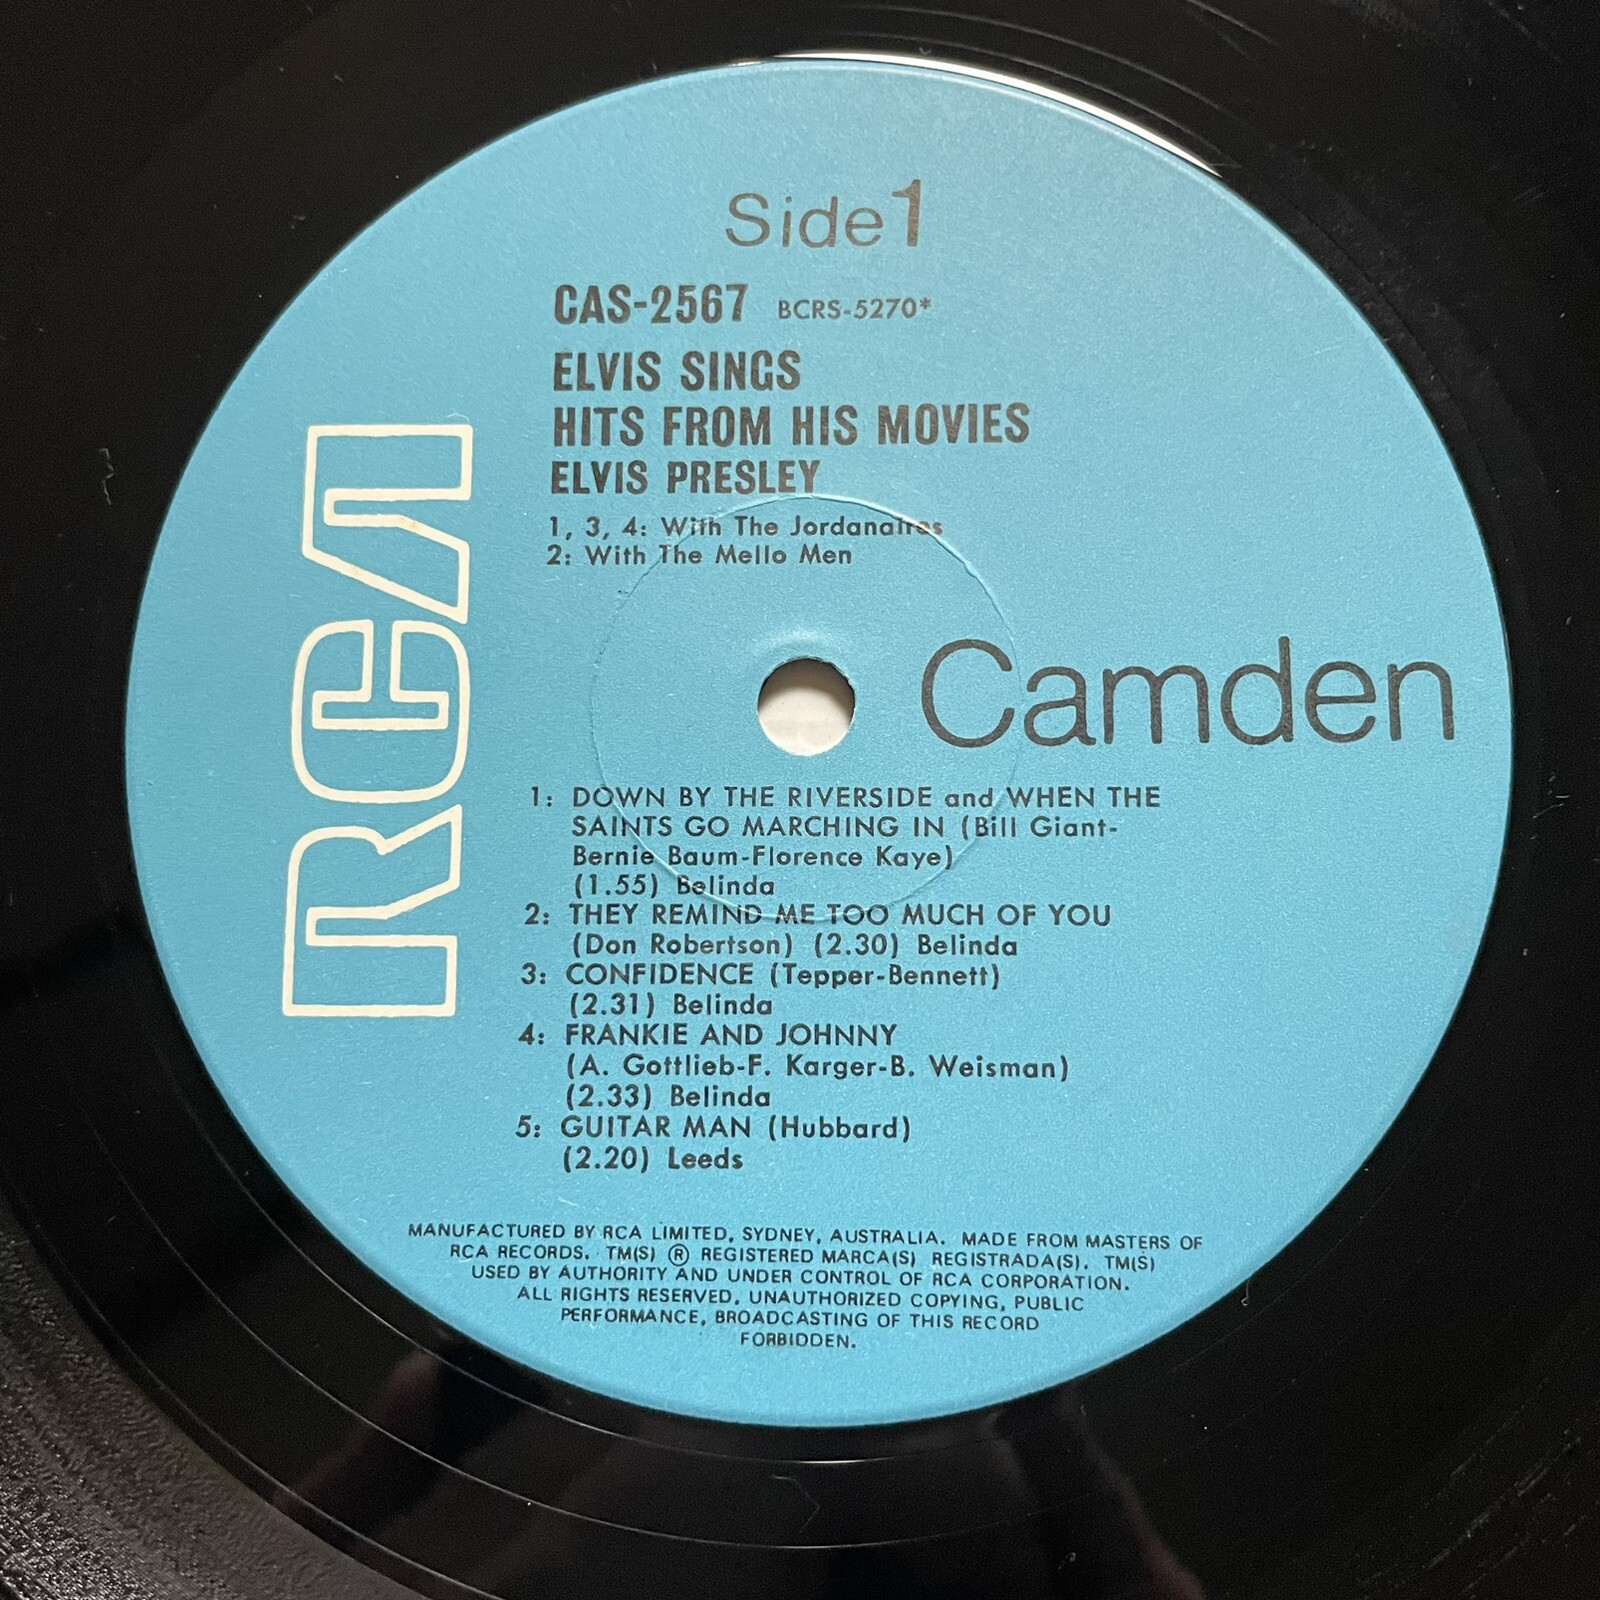 Side 1
CAS-2567 BCRS-5270*
ELVIS SINGS
HITS FROM HIS MOVIES
ELVIS PRESLEY
1, 3, 4: With The Jordanaires
2: With The Mello Men
RCA
Camden
1: DOWN BY THE RIVERSIDE and WHEN THE
SAINTS GO MARCHING IN (Bill Giant-
Bernie Baum-Florence Kaye)
(1.55) Belinda
2: THEY REMIND ME TOO MUCH OF YOU
(Don Robertson) (2.30) Belinda
3: CONFIDENCE (Tepper-Bennett)
(2.31) Belinda
4: FRANKIE AND JOHNNY
(A. Gottlieb-F. Karger-B. Weisman)
(2.33) Belinda
5: GUITAR MAN (Hubbard)
(2.20) Leeds
MANUFACTURED BY RCA LIMITED, SYDNEY, AUSTRALIA. MADE FROM MASTERS OF
RCA RECORDS. TM(S) ® REGISTERED MARCA(S) REGISTRADA(S). TM(S)
USED BY AUTHORITY AND UNDER CONTROL OF RCA CORPORATION.
ALL RIGHTS RESERVED, UNAUTHORIZED COPYING, PUBLIC
PERFORMANCE, BROADCASTING OF THIS RECORD
FORBIDDEN.